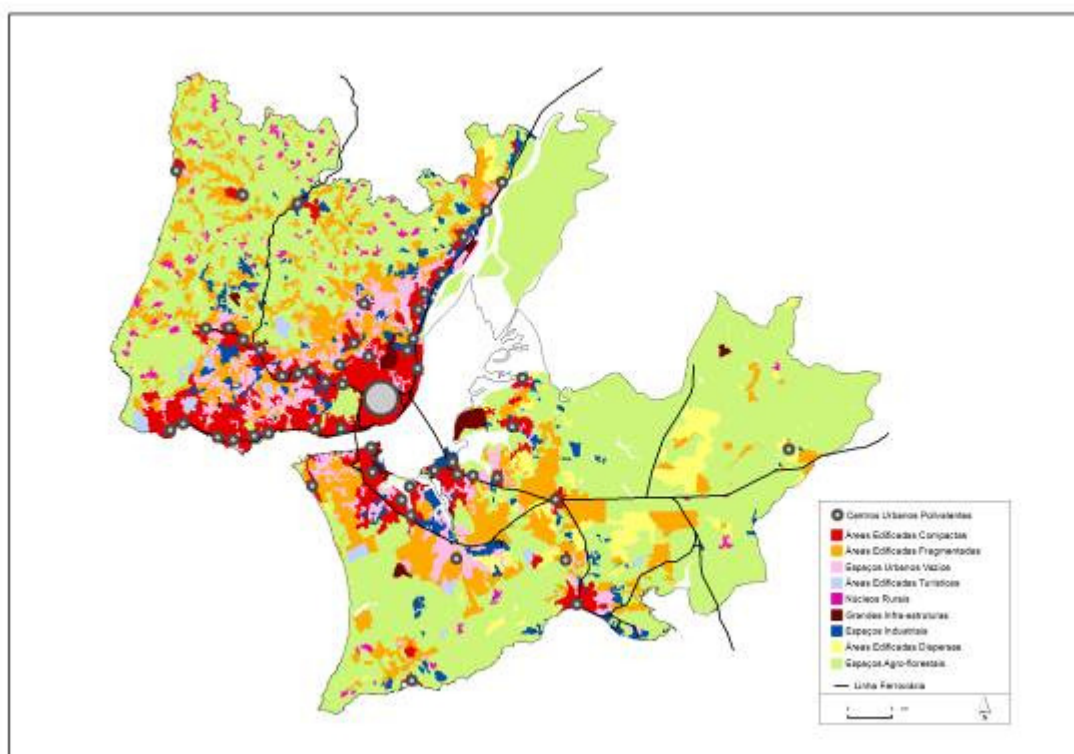 Centros Urbanos Polivalentes
Áreas Edificadas Compactas
Áreas Edificadas Fragmentadas
Espaços Urbanos Vazios
Áreas Edificadas Turísticas
Núcleos Rurais
Grandes Infra-estruturas
Espaços Industriais
Áreas Edificadas Dispersas
Espaços Agro-florestais
Linha Ferroviária